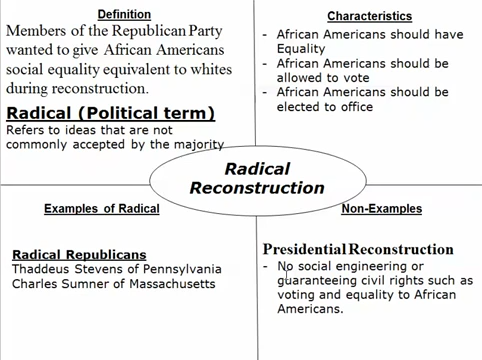 Definition
Members of the Republican Party
wanted to give African Americans
social equality equivalent to whites
during reconstruction.
Radical (Political term)
Refers to ideas that are not
commonly accepted by the majority
Characteristics
- African Americans should have
Equality
- African Americans should be
allowed to vote
- African Americans should be
elected to office
Radical
Reconstruction
Examples of Radical
Radical Republicans
Thaddeus Stevens of Pennsylvania
Charles Sumner of Massachusetts
Non-Examples
Presidential Reconstruction
- No social engineering or
guaranteeing civil rights such as
voting and equality to African
Americans.